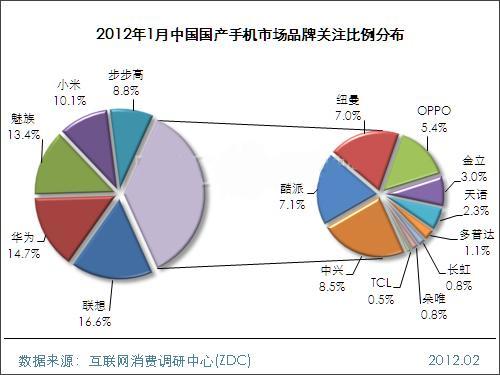 2012年1月中国国产手机市场品牌关注比例分布
步步高
8.8%
小米
10.1%
魅族
13.4%
华为
14.7%
联想
16.6%
纽曼
7.0%
OPPO
5.4%
金立
3.0%
天语
2.3%
多普达
1.1%
长虹
0.8%
朵唯
0.8%
TCL
0.5%
中兴
8.5%
酷派
7.1%
数据来源：互联网消费调研中心(ZDC)
2012.02